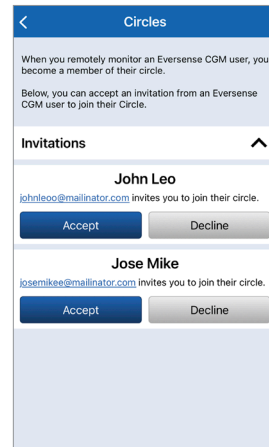 Circles
When you remotely monitor an Eversense CGM user, you
become a member of their circle.
Below, you can accept an invitation from an Eversense
CGM user to join their Circle.
Invitations
John Leo
johnleoo@mailinator.com invites you to join their circle.
Accept Decline
Jose Mike
josemikee@mailinator.com invites you to join their circle.
Accept Decline